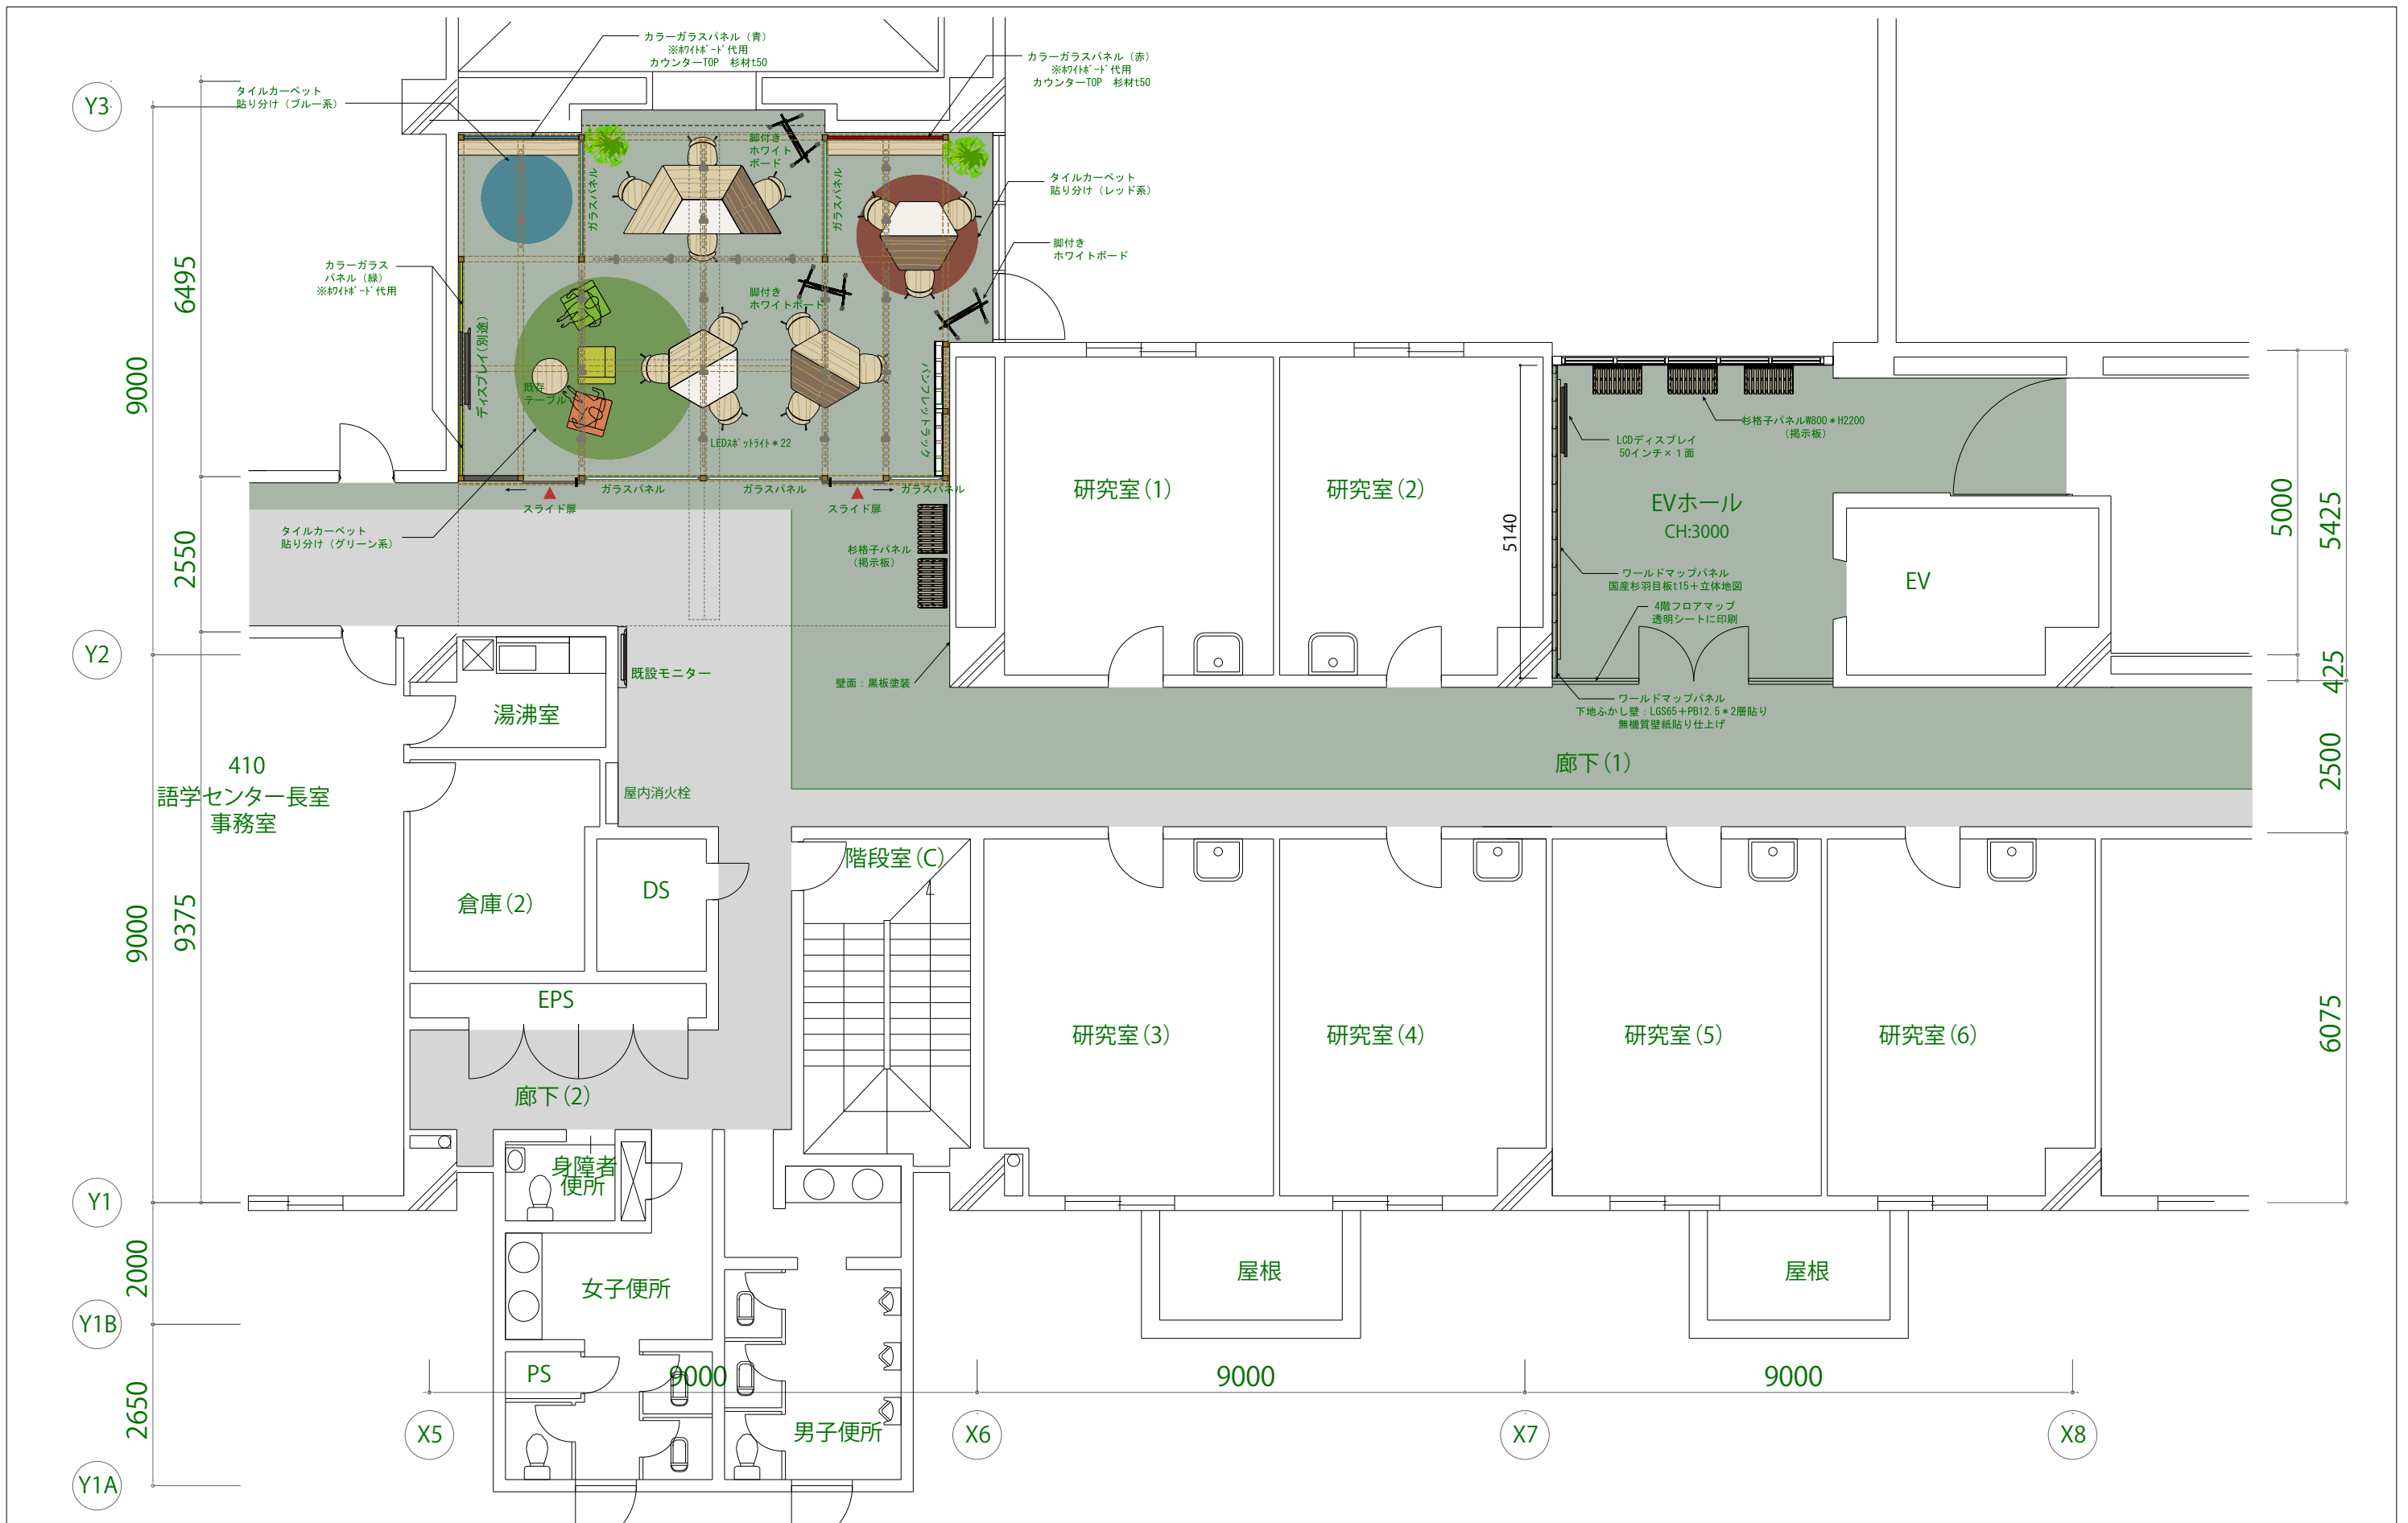 カラーガラスパネル（青）
※ﾎﾜｲﾄﾎﾞｰﾄﾞ代用
カウンターTOP　杉材t50
カラーガラスパネル（赤）
※ﾎﾜｲﾄﾎﾞｰﾄﾞ代用
カウンターTOP　杉材t50
Y3
タイルカーペット
貼り分け（ブルー系）
脚付き
ホワイト
ボード
ガラスパネル
ガラスパネル
タイルカーペット
貼り分け（レッド系）
脚付き
ホワイトボード
6495
9000
カラーガラス
パネル（緑）
※ﾎﾜｲﾄﾎﾞｰﾄﾞ代用
脚付き
ホワイトボード
ディスプレイ(別途)
既存
テーブル
パンフレットラック
LEDｽﾎﾟｯﾄﾗｲﾄ＊22
ガラスパネル
ガラスパネル
ガラスパネル
スライド扉
スライド扉
タイルカーペット
貼り分け（グリーン系）
2550
杉格子パネル
（掲示板）
研究室(1)
研究室(2)
5140
杉格子パネルW800＊H2200
（掲示板）
LCDディスプレイ
50インチ×１面
EVホール
CH:3000
ワールドマップパネル
国産杉羽目板t15＋立体地図
4階フロアマップ
透明シートに印刷
EV
5000
5425
425
Y2
既設モニター
壁面：黒板塗装
ワールドマップパネル
下地ふかし壁：LGS65＋PB12.5＊2層貼り
無機質壁紙貼り仕上げ
湯沸室
410
語学センター長室
事務室
屋内消火栓
廊下(1)
2500
9000
9375
倉庫(2)
DS
階段室(C)
EPS
研究室(3)
研究室(4)
研究室(5)
研究室(6)
6075
廊下(2)
身障者
便所
Y1
2000
女子便所
屋根
屋根
Y1B
PS
9000
9000
9000
2650
男子便所
X5
X6
X7
X8
Y1A